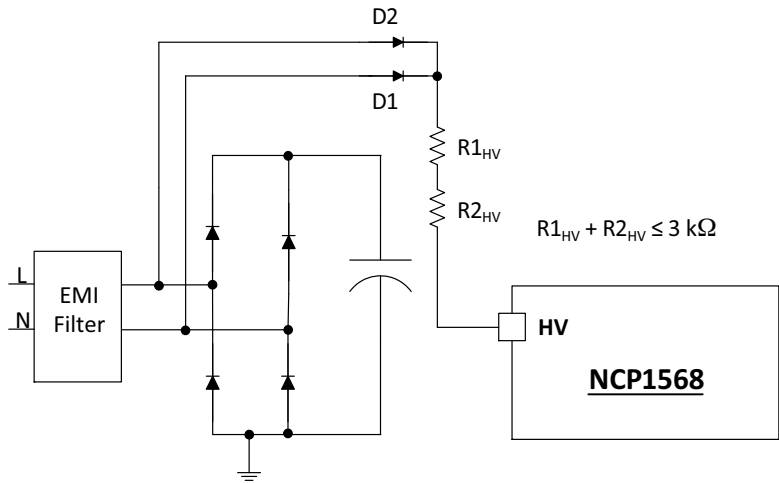 D2
D1
R1HV
R2HV
R1HV + R2HV ≤ 3 kΩ
L
EMI
N
Filter
HV
NCP1568